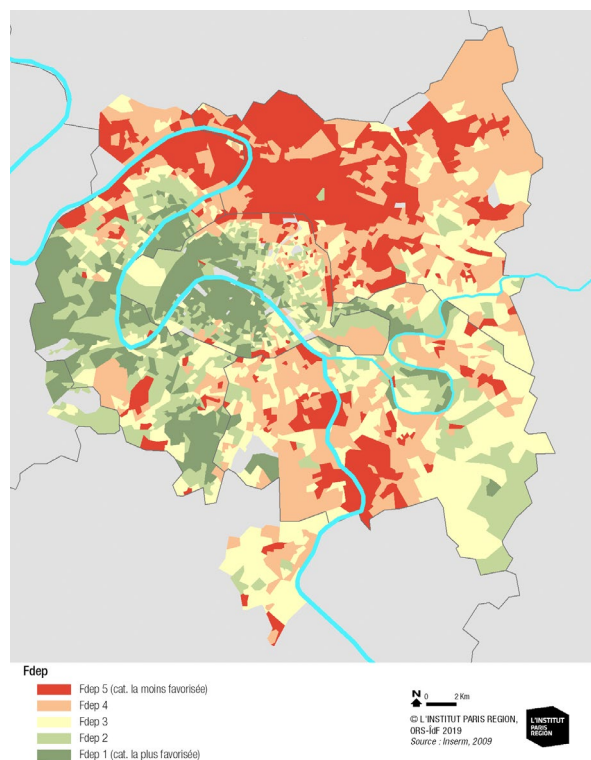 Fdep
Fdep 5 (cat. la moins favorisée)
Fdep 4
Fdep 3
Fdep 2
Fdep 1 (cat. la plus favorisée)
N 0 2 Km
© L'INSTITUT PARIS REGION,
ORS-ÎdF 2019
Source : Inserm, 2009
L'INSTITUT
PARIS
REGION